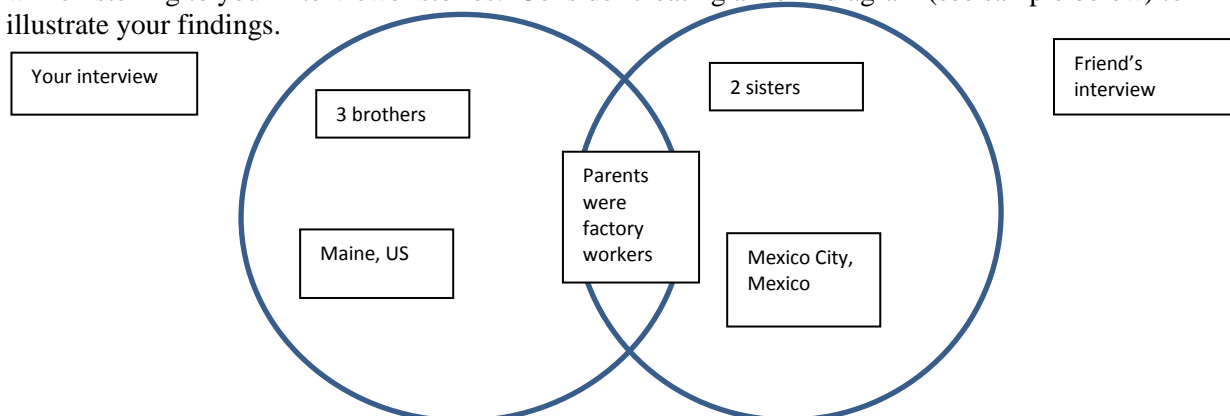 illustrate your findings.
Your interview
3 brothers
Maine, US
Parents
were
factory
workers
2 sisters
Mexico City,
Mexico
Friend's
interview